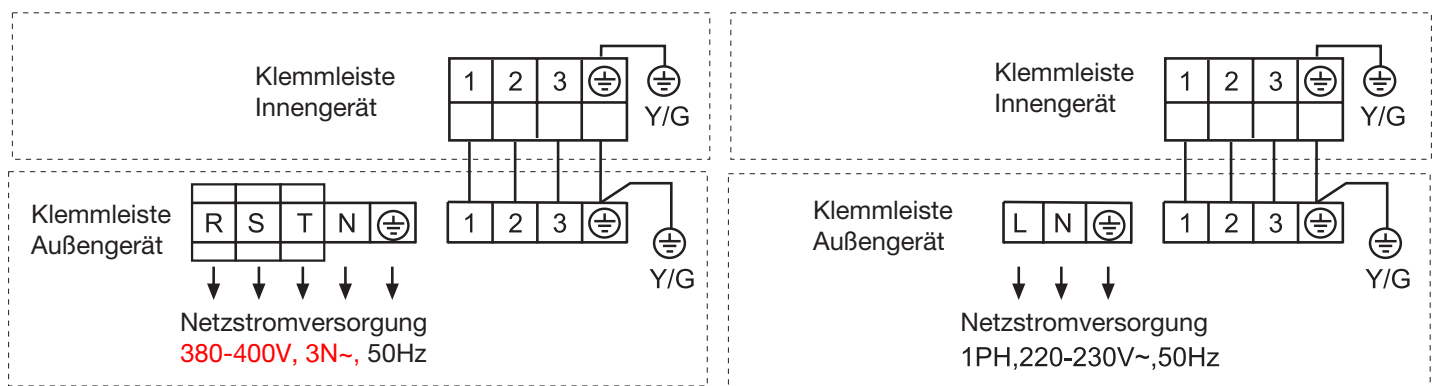 Klemmleiste
Innengerät
1 2 3
Y/G
Klemmleiste
Außengerät
R S T N
1 2 3
Y/G
Netzstromversorgung
380-400V, 3N~, 50Hz
Klemmleiste
Innengerät
1 2 3
Y/G
Klemmleiste
Außengerät
L N
1 2 3
Y/G
Netzstromversorgung
1PH,220-230V~,50Hz